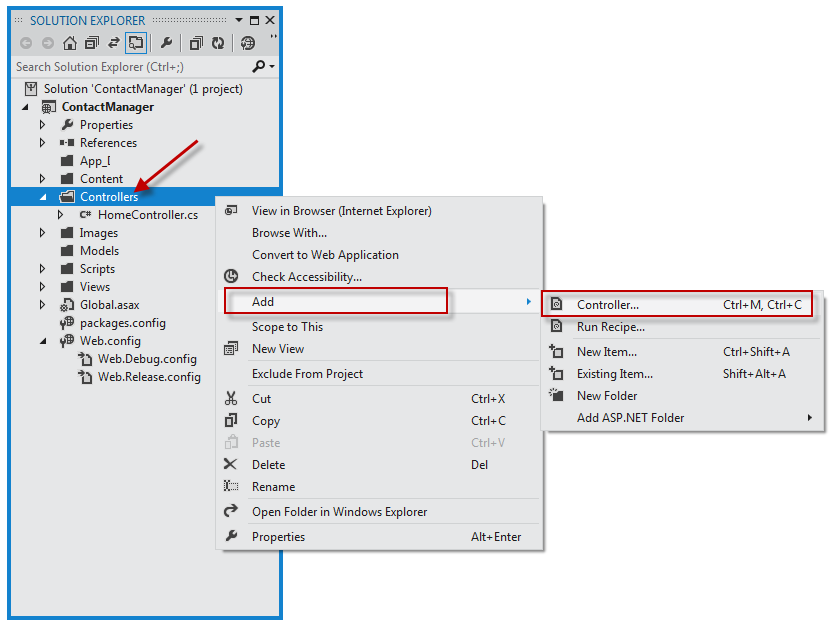 SOLUTION EXPLORER
Search Solution Explorer (Ctrl+;)
Solution 'ContactManager' (1 project)
ContactManager
Properties
References
App_D
Content
Controllers
C# HomeController.cs
Images
Models
Scripts
Views
Global.asax
packages.config
Web.config
Web.Debug.config
Web.Release.config
View in Browser (Internet Explorer)
Browse With...
Convert to Web Application
Check Accessibility...
Add
Scope to This
New View
Exclude From Project
Cut Ctrl+X
Copy Ctrl+C
Paste Ctrl+V
Delete Del
Rename
Open Folder in Windows Explorer
Properties Alt+Enter
Controller... Ctrl+M, Ctrl+C
Run Recipe...
New Item... Ctrl+Shift+A
Existing Item... Shift+Alt+A
New Folder
Add ASP.NET Folder